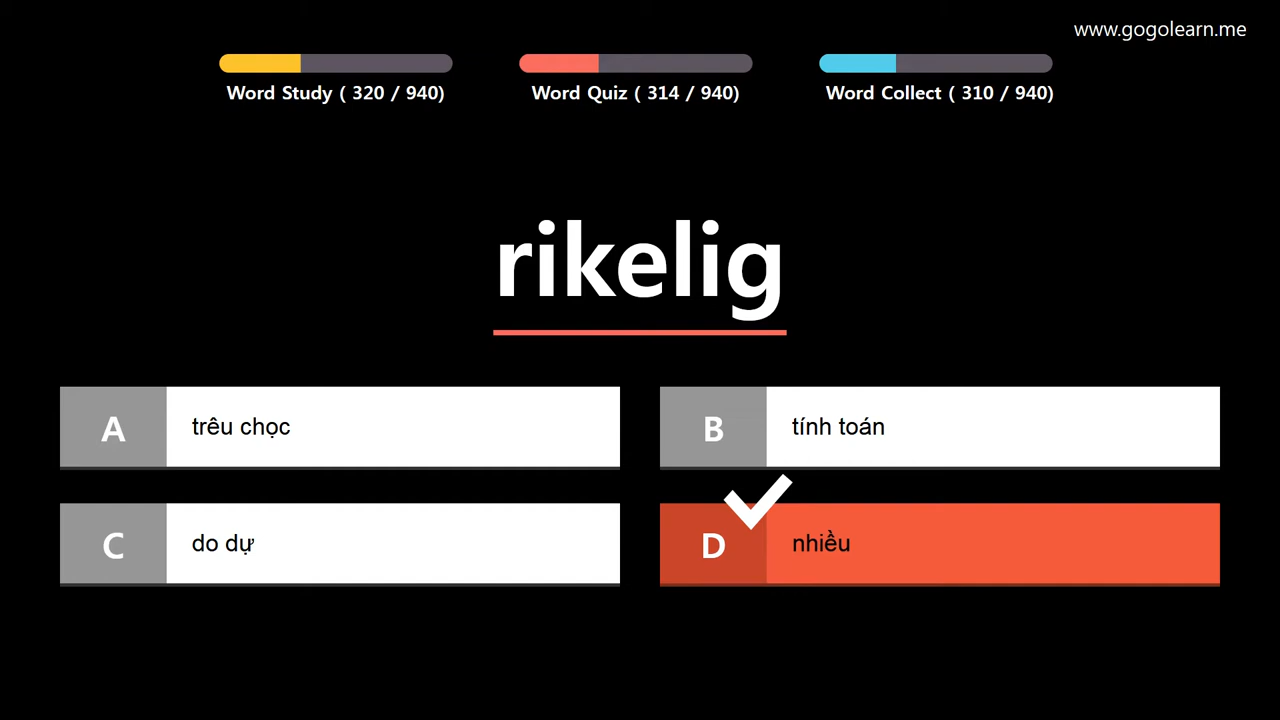 www.gogolearn.me
Word Study ( 320 / 940)
Word Quiz ( 314 / 940)
Word Collect ( 310 / 940)
rikelig
A trêu chọc
B tính toán
C do dự
D nhiều